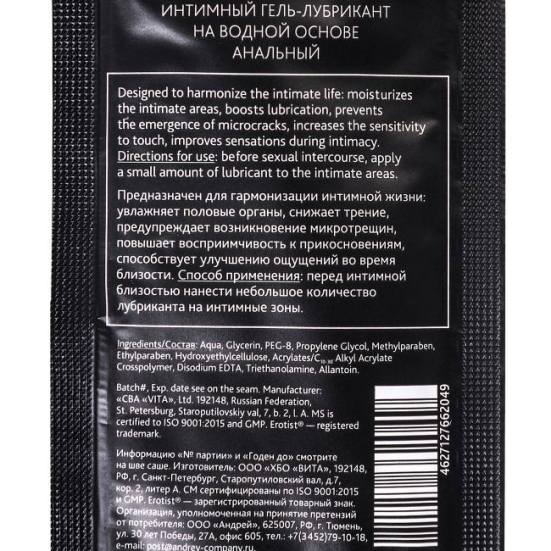 ИНТИМНЫЙ ГЕЛЬ-ЛУБРИКАНТ
НА ВОДНОЙ ОСНОВЕ
АНАЛЬНЫЙ
Designed to harmonize the intimate life: moisturizes
the intimate areas, boosts lubrication, prevents
the emergence of microcracks, increases the sensitivity
to touch, improves sensations during intimacy.
Directions for use: before sexual intercourse, apply
a small amount of lubricant to the intimate areas.
Предназначен для гармонизации интимной жизни:
увлажняет половые органы, снижает трение,
предупреждает возникновение микротрещин,
повышает восприимчивость к прикосновениям,
способствует улучшению ощущений во время
близости. Способ применения: перед интимной
близостью нанести небольшое количество
лубриканта на интимные зоны.
Ingredients/Состав: Aqua, Glycerin, PEG-8, Propylene Glycol, Methylparaben,
Ethylparaben, Hydroxyethylcellulose, Acrylates/C10-30 Alkyl Acrylate
Crosspolymer, Disodium EDTA, Triethanolamine, Allantoin.
Batch#, Exp. date see on the seam. Manufacturer:
«CBA «VITA», Ltd. 192148, Russian Federation,
St. Petersburg, Staroputilovskiy val, 7, b. 2, l. A. MS is
certified to ISO 9001:2015 and GMP. Erotist® — registered
trademark.
Информацию «№ партии» и «Годен до» смотреть
на шве саше. Изготовитель: ООО «ХБО «ВИТА», 192148,
РФ, г. Санкт-Петербург, Старопутиловский вал, д.7,
кор. 2, литер А. СМ сертифицированы по ISO 9001:2015
и GMP. Erotist® — зарегистрированный товарный знак.
Организация, уполномоченная на принятие претензий
от потребителя: ООО «Андрей», 625007, РФ, г. Тюмень,
ул. 30 лет Победы, 27А, офис 505, тел.: +7(3452)79-10-18,
e-mail: post@andrey-company.ru.
4627127662049